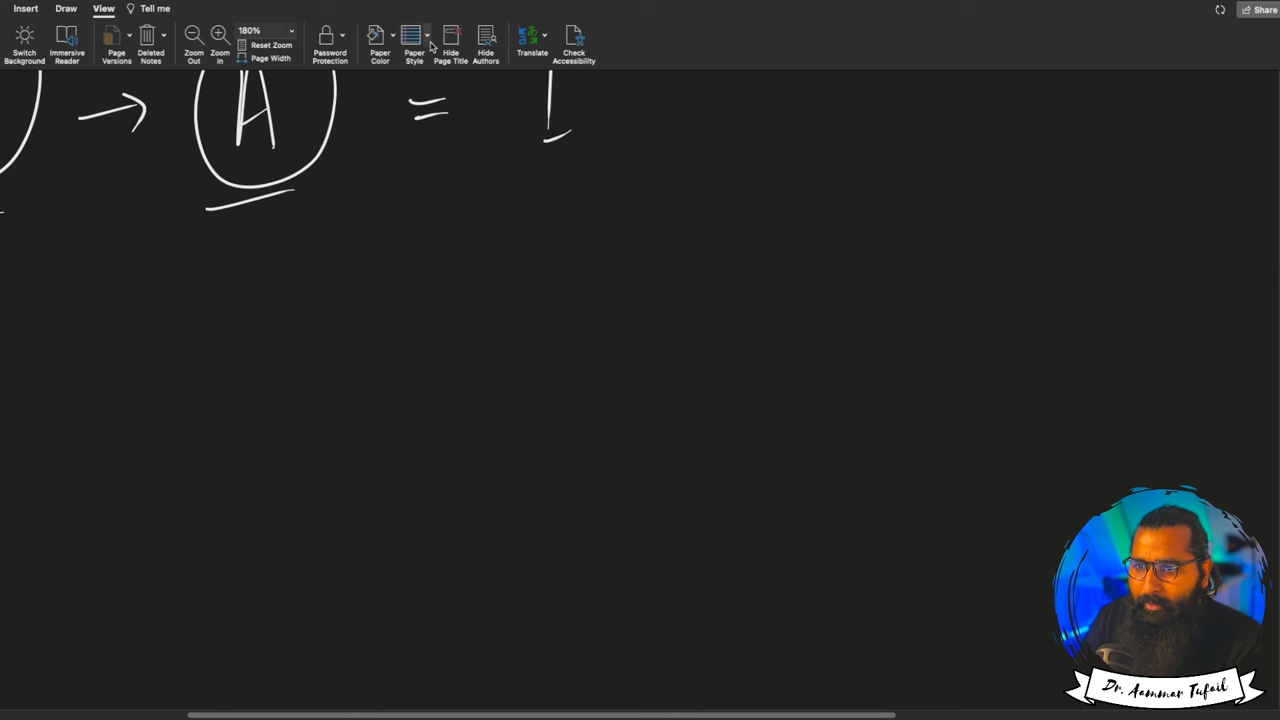 Insert Draw View Tell me
Share
180%
Reset Zoom
Page Width
Switch Background
Immersive Reader
Page Versions
Deleted Notes
Zoom Out
Zoom In
Password Protection
Paper Color
Paper Style
Hide Page Title
Hide Authors
Translate
Check Accessibility
→ A = 1
Dr. Aammar Tufail